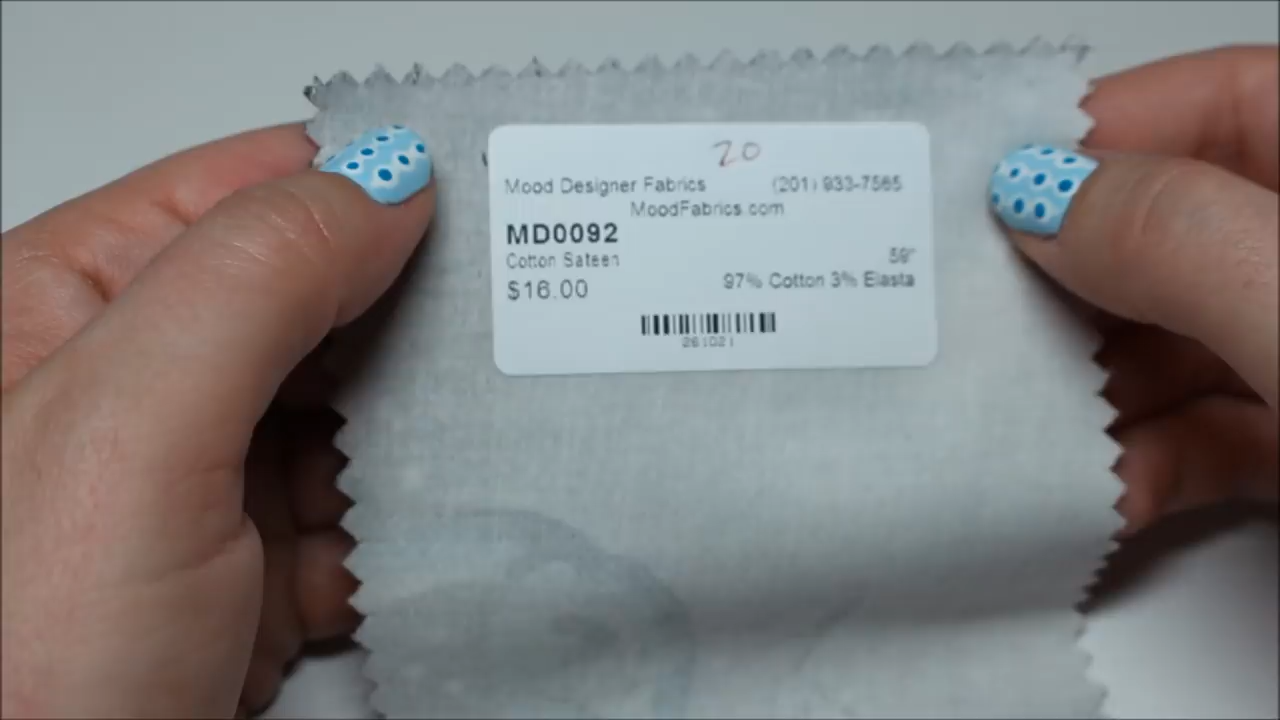 20
Mood Designer Fabrics (201) 933-7565
MoodFabrics.com
MD0092
Cotton Sateen 59"
$16.00 97% Cotton 3% Elasta
261021